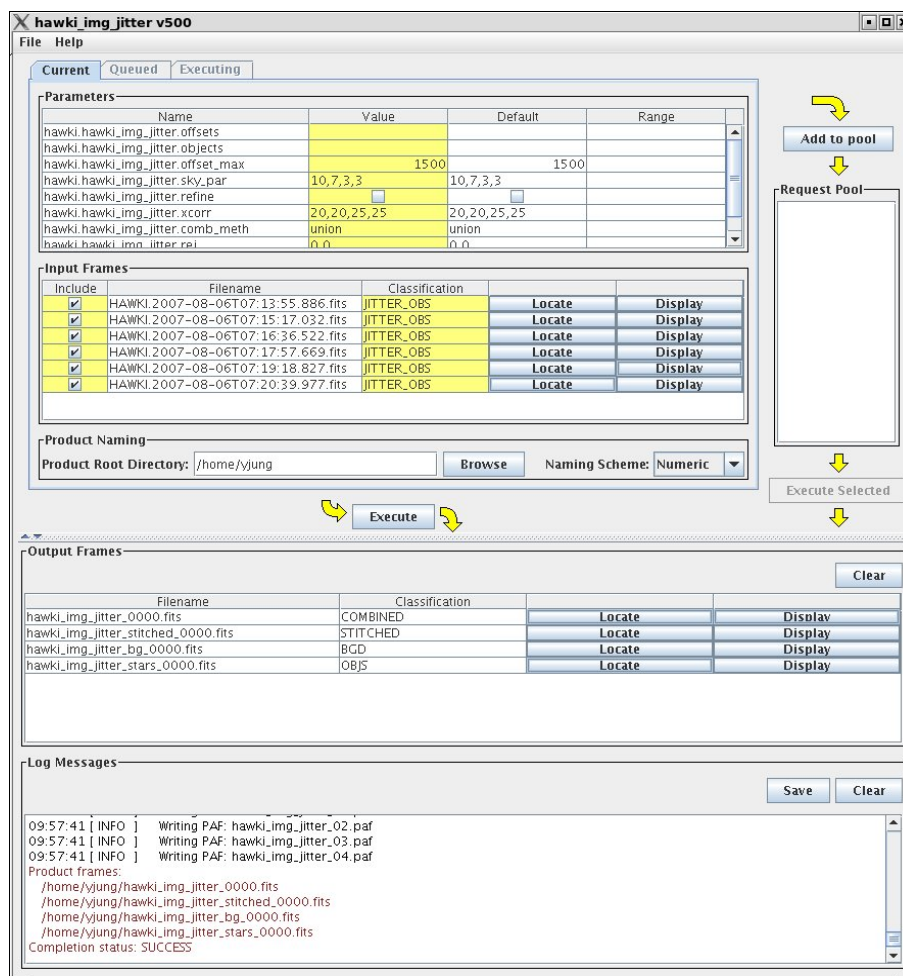 hawki_img_jitter v500
File Help
Current Queued Executing
Parameters
Name Value Default Range
hawki.hawki_img_jitter.offsets
hawki.hawki_img_jitter.objects
hawki.hawki_img_jitter.offset_max 1500 1500
hawki.hawki_img_jitter.sky_par 10,7,3,3 10,7,3,3
hawki.hawki_img_jitter.refine
hawki.hawki_img_jitter.xcorr 20,20,25,25 20,20,25,25
hawki.hawki_img_jitter.comb_meth union union
hawki.hawki_img_jitter.rej 0,0 0,0
Add to pool
Request Pool
Input Frames
Include Filename Classification
HAWKI.2007-08-06T07:13:55.886.fits JITTER_OBS Locate Display
HAWKI.2007-08-06T07:15:17.032.fits JITTER_OBS Locate Display
HAWKI.2007-08-06T07:16:36.522.fits JITTER_OBS Locate Display
HAWKI.2007-08-06T07:17:57.669.fits JITTER_OBS Locate Display
HAWKI.2007-08-06T07:19:18.827.fits JITTER_OBS Locate Display
HAWKI.2007-08-06T07:20:39.977.fits JITTER_OBS Locate Display
Product Naming
Product Root Directory: /home/yjung Browse Naming Scheme: Numeric
Execute Selected
Execute
Output Frames
Clear
Filename Classification
hawki_img_jitter_0000.fits COMBINED Locate Display
hawki_img_jitter_stitched_0000.fits STITCHED Locate Display
hawki_img_jitter_bg_0000.fits BGD Locate Display
hawki_img_jitter_stars_0000.fits OBJS Locate Display
Log Messages
Save Clear
09:57:41 [ INFO ] Writing PAF: hawki_img_jitter_02.paf
09:57:41 [ INFO ] Writing PAF: hawki_img_jitter_03.paf
09:57:41 [ INFO ] Writing PAF: hawki_img_jitter_04.paf
Product frames:
/home/yjung/hawki_img_jitter_0000.fits
/home/yjung/hawki_img_jitter_stitched_0000.fits
/home/yjung/hawki_img_jitter_bg_0000.fits
/home/yjung/hawki_img_jitter_stars_0000.fits
Completion status: SUCCESS